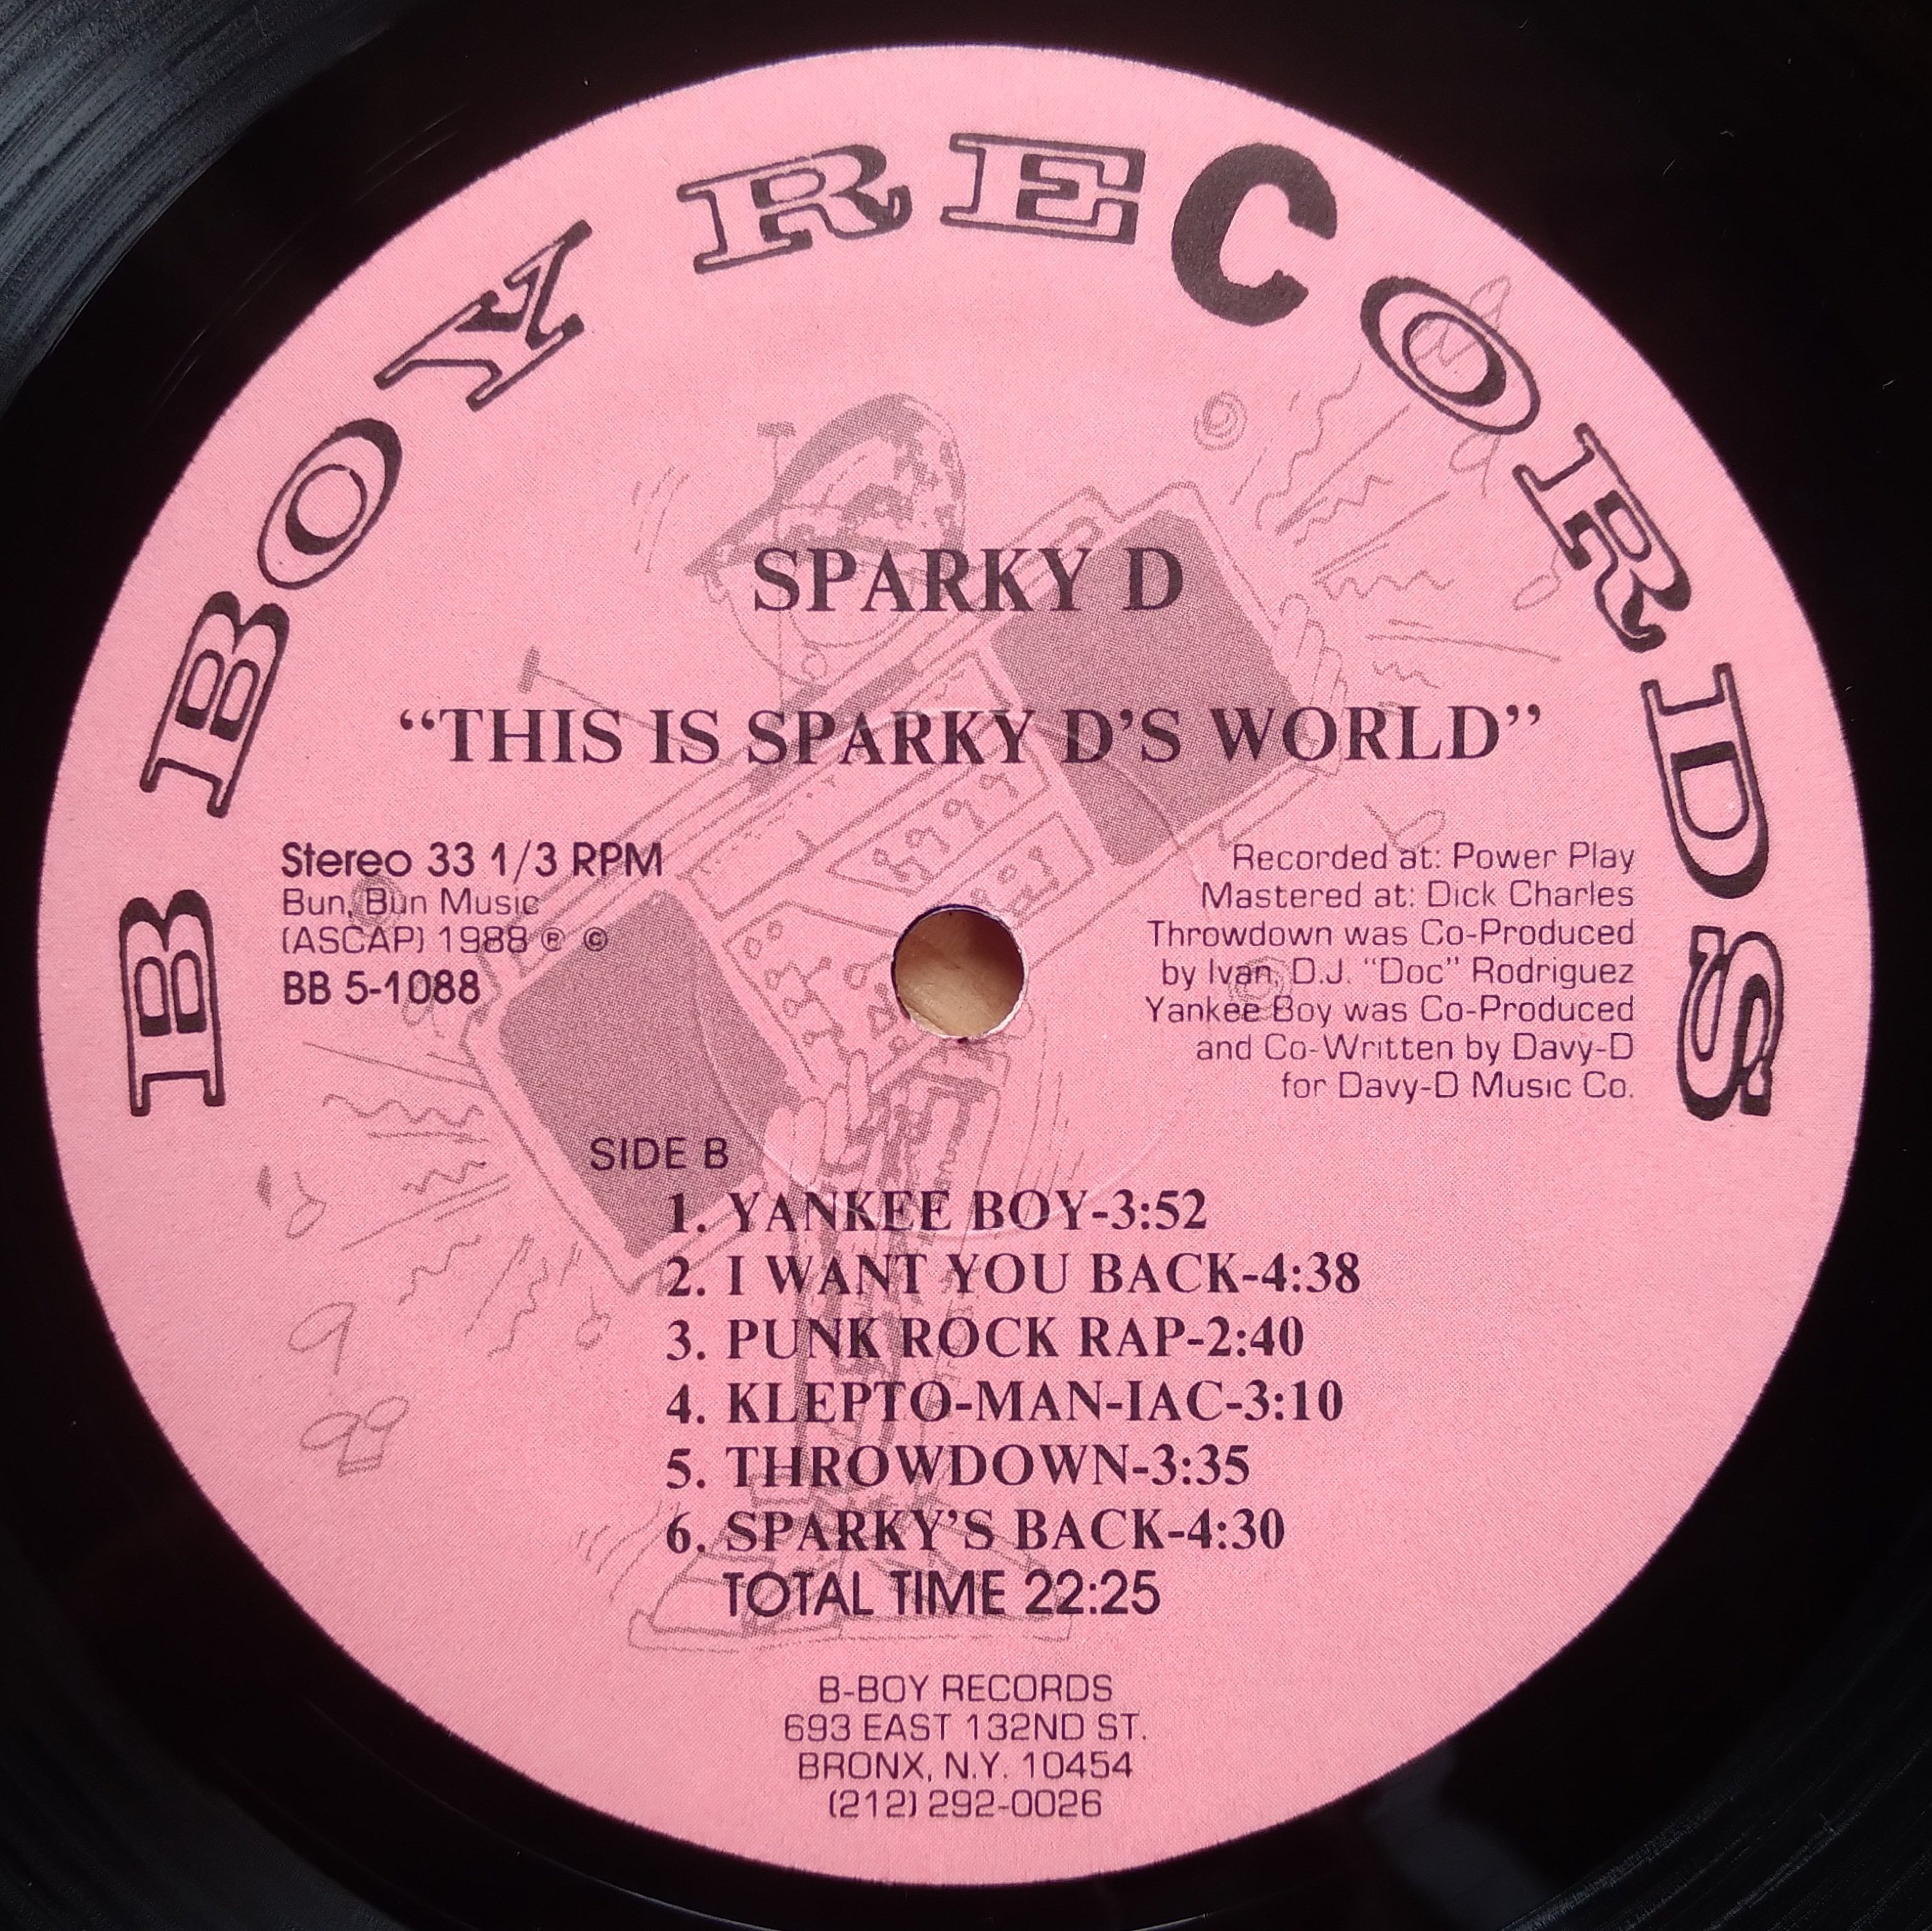 B BOY RECORDS
SPARKY D
“THIS IS SPARKY D’S WORLD”
Stereo 33 1/3 RPM
Bun, Bun Music
(ASCAP) 1988 ℗ ©
BB 5-1088
Recorded at: Power Play
Mastered at: Dick Charles
Throwdown was Co-Produced
by Ivan, D.J. “Doc” Rodriguez
Yankee Boy was Co-Produced
and Co-Written by Davy-D
for Davy-D Music Co.
SIDE B
1. YANKEE BOY-3:52
2. I WANT YOU BACK-4:38
3. PUNK ROCK RAP-2:40
4. KLEPTO-MAN-IAC-3:10
5. THROWDOWN-3:35
6. SPARKY’S BACK-4:30
TOTAL TIME 22:25
B-BOY RECORDS
693 EAST 132ND ST.
BRONX, N.Y. 10454
(212) 292-0026